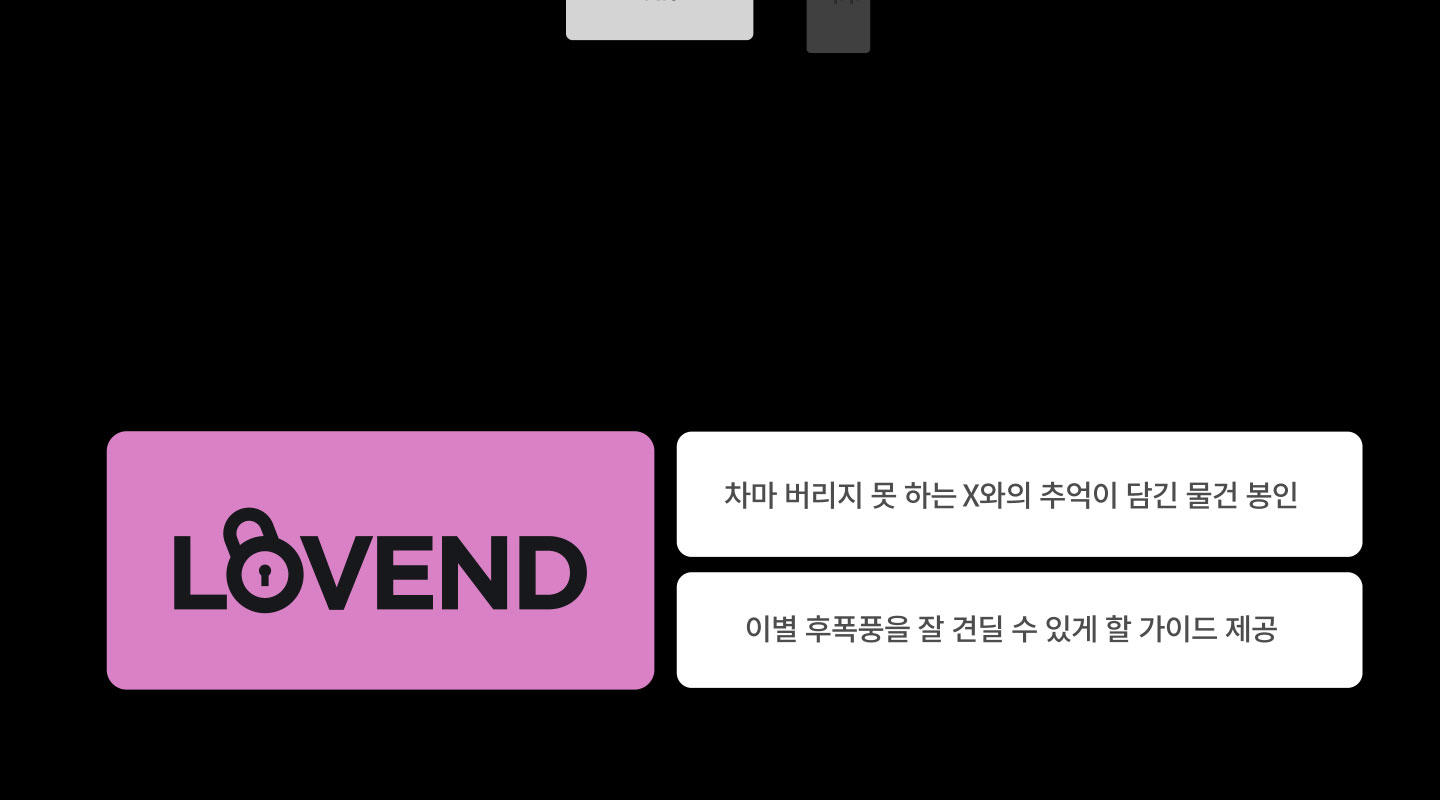 LOVEND
차마 버리지 못 하는 X와의 추억이 담긴 물건 봉인
이별 후폭풍을 잘 견딜 수 있게 할 가이드 제공